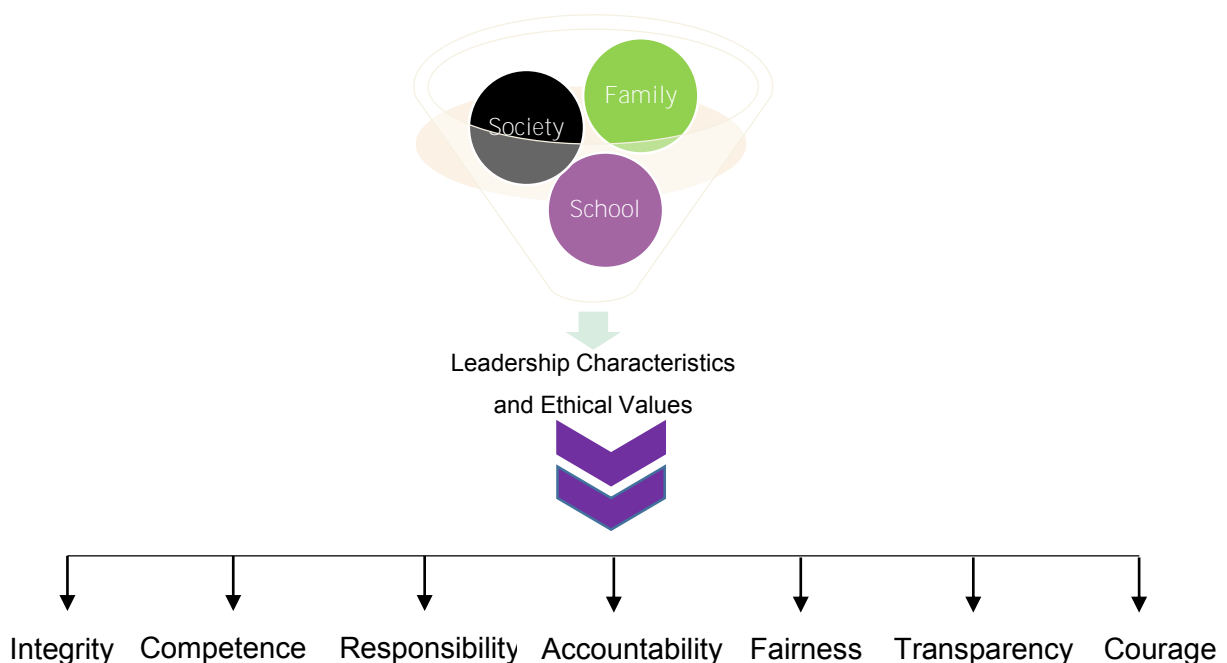 Family
Society
School
Leadership Characteristics
and Ethical Values
Integrity Competence Responsibility Accountability Fairness Transparency Courage